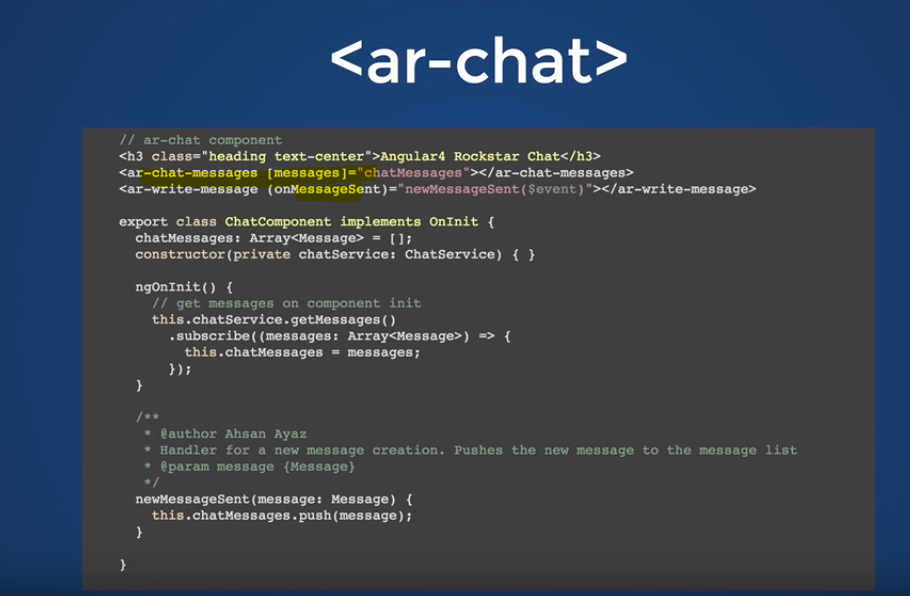 <ar-chat>
// ar-chat component
<h3 class="heading text-center">Angular4 Rockstar Chat</h3>
<ar-chat-messages [messages]="chatMessages"></ar-chat-messages>
<ar-write-message (onMessageSent)="newMessageSent($event)"></ar-write-message>
export class ChatComponent implements OnInit {
chatMessages: Array<Message> = [];
constructor(private chatService: ChatService) { }
ngOnInit() {
// get messages on component init
this.chatService.getMessages()
.subscribe((messages: Array<Message>) => {
this.chatMessages = messages;
});
}
/**
* @author Ahsan Ayaz
* Handler for a new message creation. Pushes the new message to the message list
* @param message {Message}
*/
newMessageSent(message: Message) {
this.chatMessages.push(message);
}
}